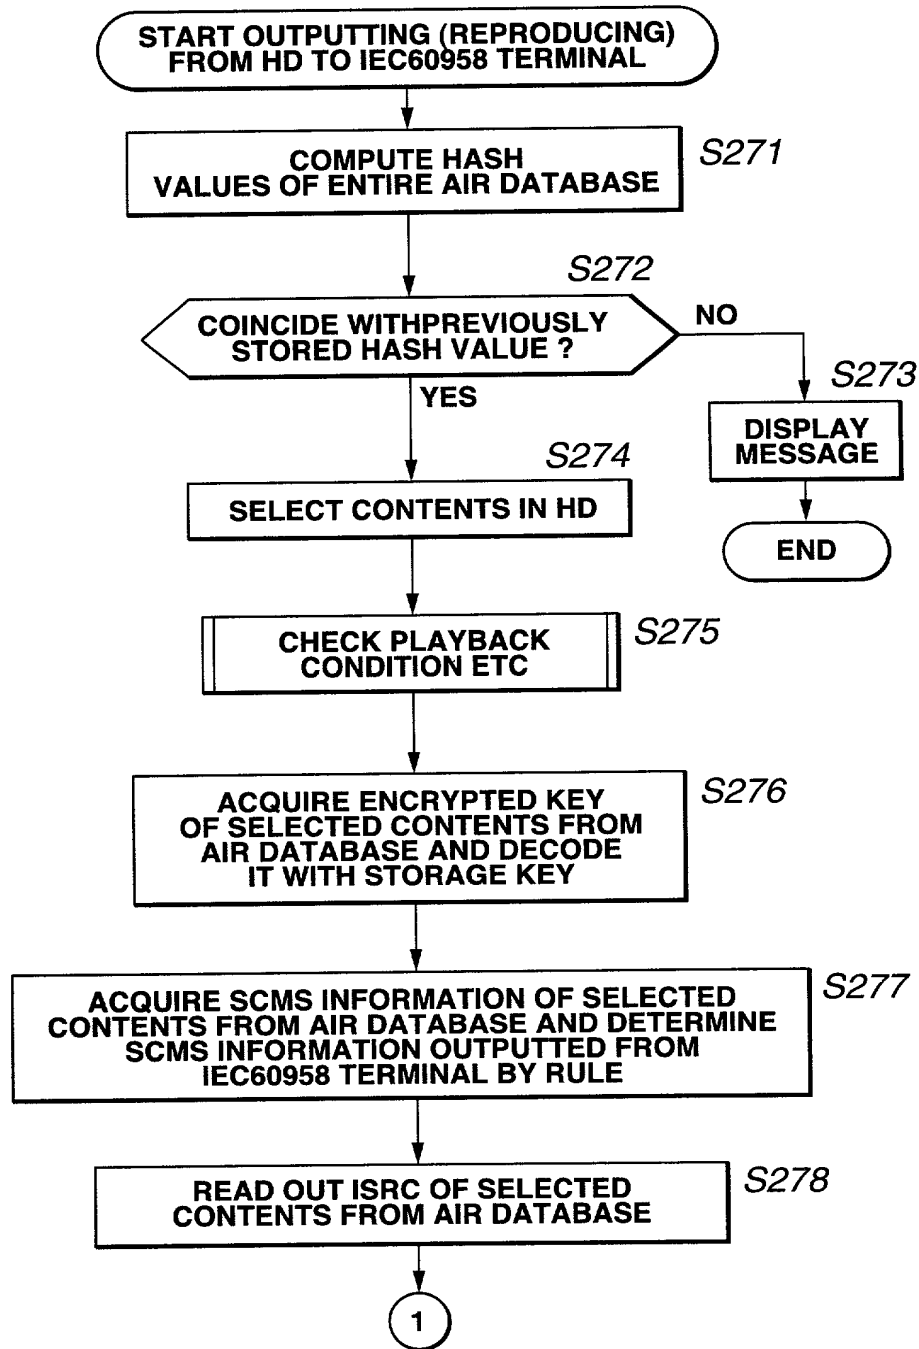 START OUTPUTTING (REPRODUCING)
FROM HD TO IEC60958 TERMINAL
S271
COMPUTE HASH
VALUES OF ENTIRE AIR DATABASE
S272
COINCIDE WITHPREVIOUSLY
STORED HASH VALUE ?
NO
YES
S273
DISPLAY
MESSAGE
END
S274
SELECT CONTENTS IN HD
S275
CHECK PLAYBACK
CONDITION ETC
S276
ACQUIRE ENCRYPTED KEY
OF SELECTED CONTENTS FROM
AIR DATABASE AND DECODE
IT WITH STORAGE KEY
S277
ACQUIRE SCMS INFORMATION OF SELECTED
CONTENTS FROM AIR DATABASE AND DETERMINE
SCMS INFORMATION OUTPUTTED FROM
IEC60958 TERMINAL BY RULE
S278
READ OUT ISRC OF SELECTED
CONTENTS FROM AIR DATABASE
1